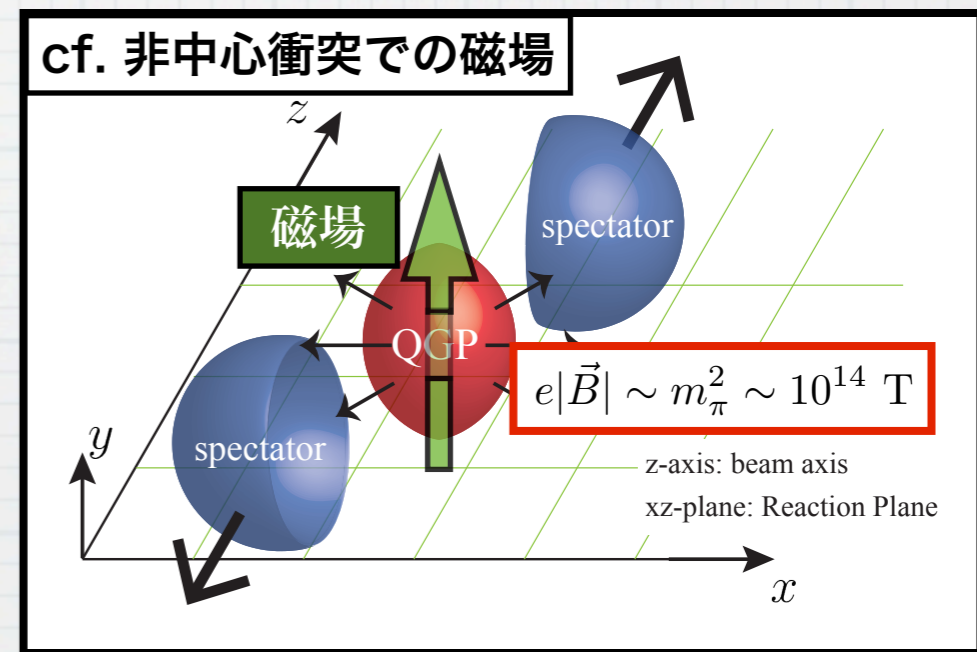 cf. 非中心衝突での磁場
z
磁場
spectator
QGP
e|\vec{B}| ∼ m_π^2 ∼ 10^{14} T
y
spectator
z-axis: beam axis
xz-plane: Reaction Plane
x